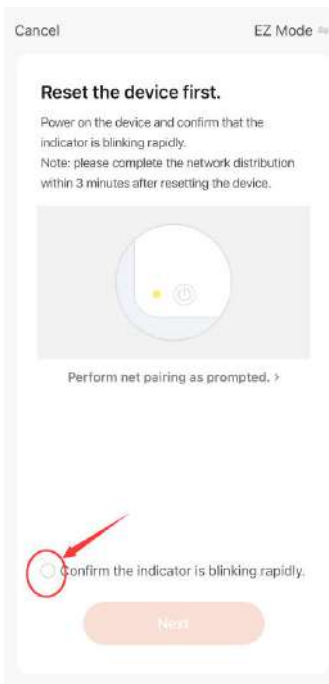 Cancel
EZ Mode
Reset the device first.
Power on the device and confirm that the
indicator is blinking rapidly.
Note: please complete the network distribution
within 3 minutes after resetting the device.
Perform net pairing as prompted. >
Confirm the indicator is blinking rapidly.
Next